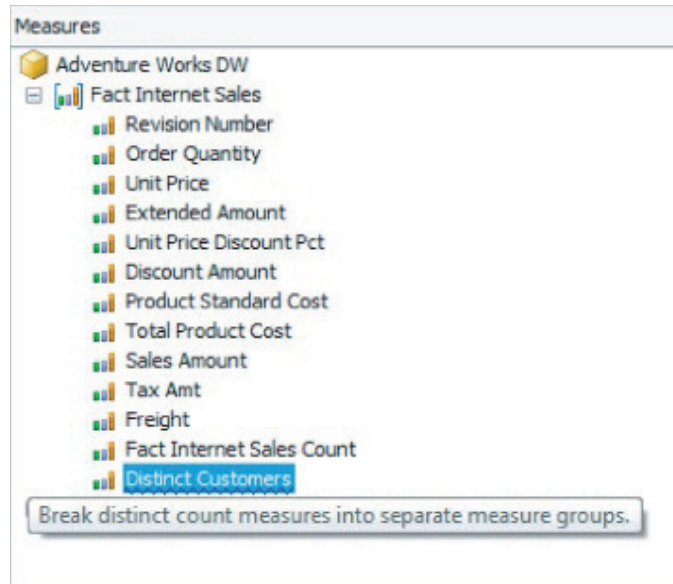 Measures
Adventure Works DW
Fact Internet Sales
Revision Number
Order Quantity
Unit Price
Extended Amount
Unit Price Discount Pct
Discount Amount
Product Standard Cost
Total Product Cost
Sales Amount
Tax Amt
Freight
Fact Internet Sales Count
Distinct Customers
Break distinct count measures into separate measure groups.